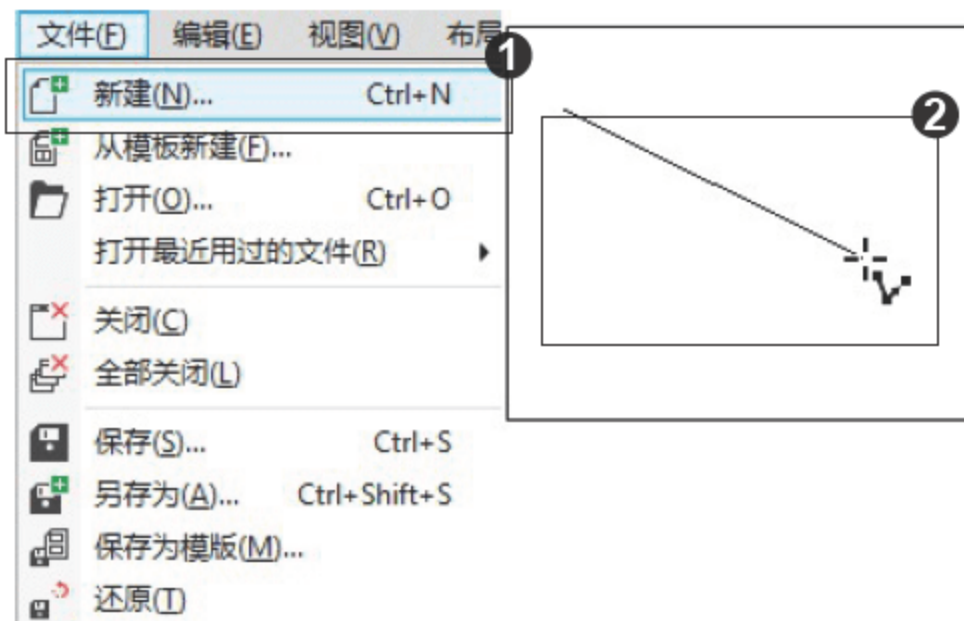 文件(F) 编辑(E) 视图(V) 布局
1
新建(N)... Ctrl+N
2
从模板新建(F)...
打开(O)... Ctrl+O
打开最近用过的文件(R)
关闭(C)
全部关闭(L)
保存(S)... Ctrl+S
另存为(A)... Ctrl+Shift+S
保存为模版(M)...
还原(T)